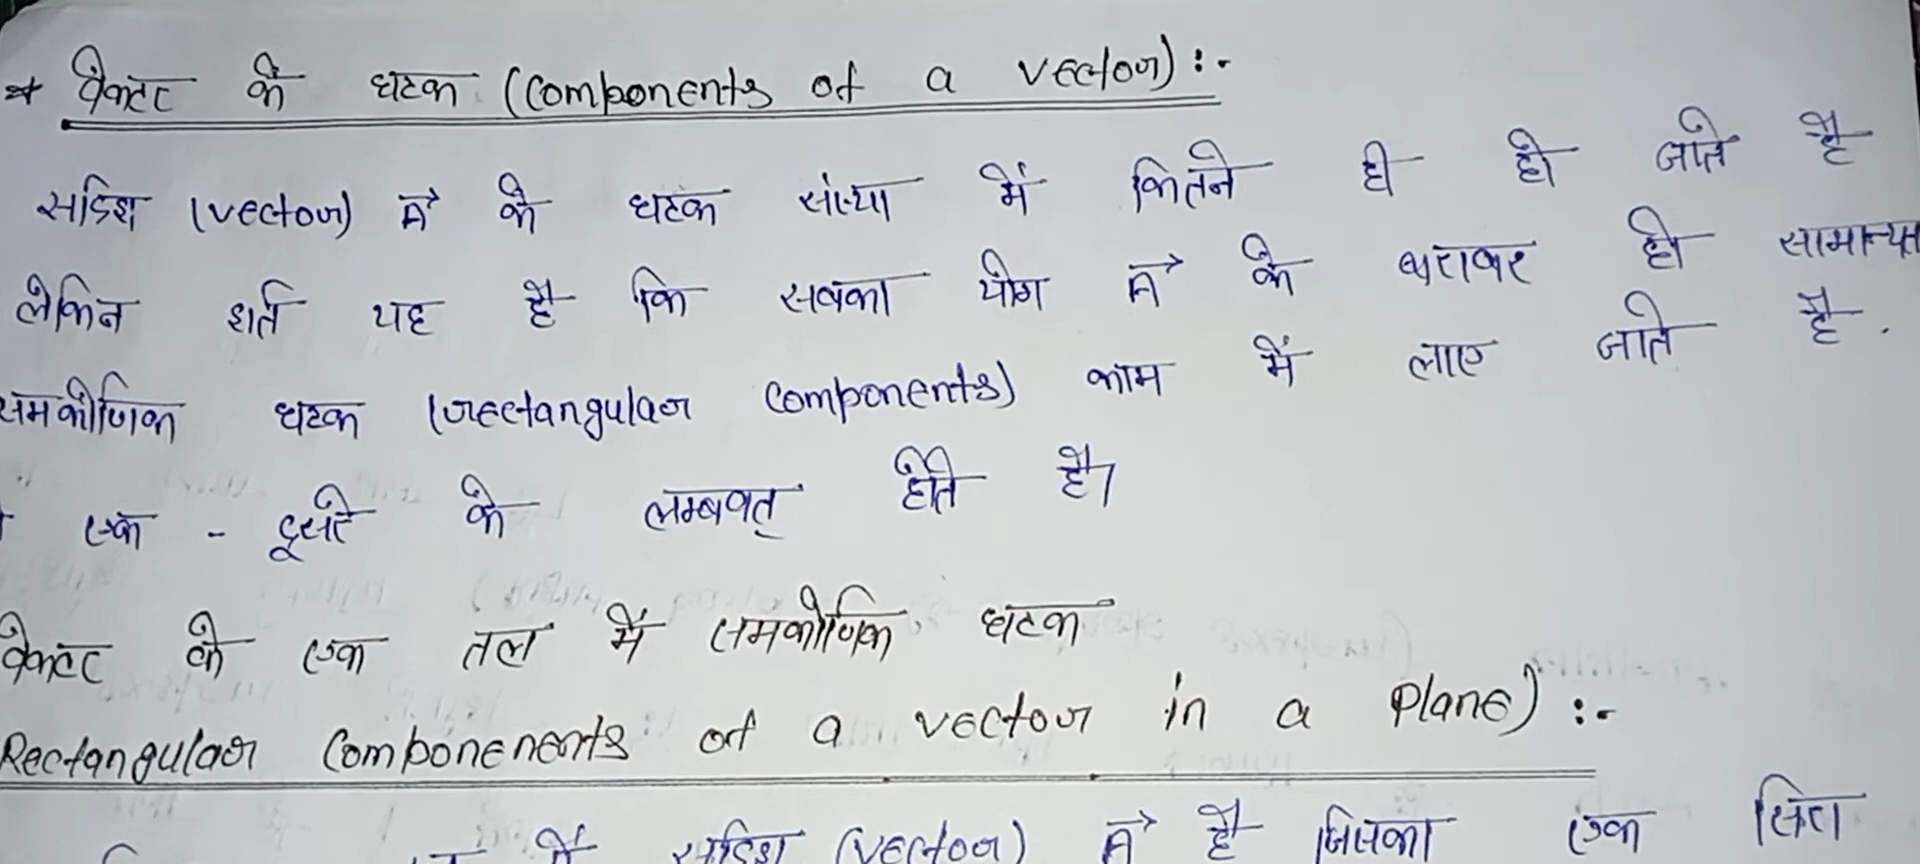 * वेक्टर के घटक (Components of a vector) :-
सदिश (vector) A→ के घटक संख्या में कितने ही हो जाते है
लेकिन शर्त यह है कि सबका योग A→ के बराबर हो सामान्यत
समकोणिक घटक (rectangular components) काम में लाए जाते है.
एक - दूसरे के लम्बवत् होते है।
वेक्टर के एक तल में समकोणिक घटक
Rectangular Componenents of a vector in a Plane) :-
में सदिश (vector) A→ है जिसका एक सिरा